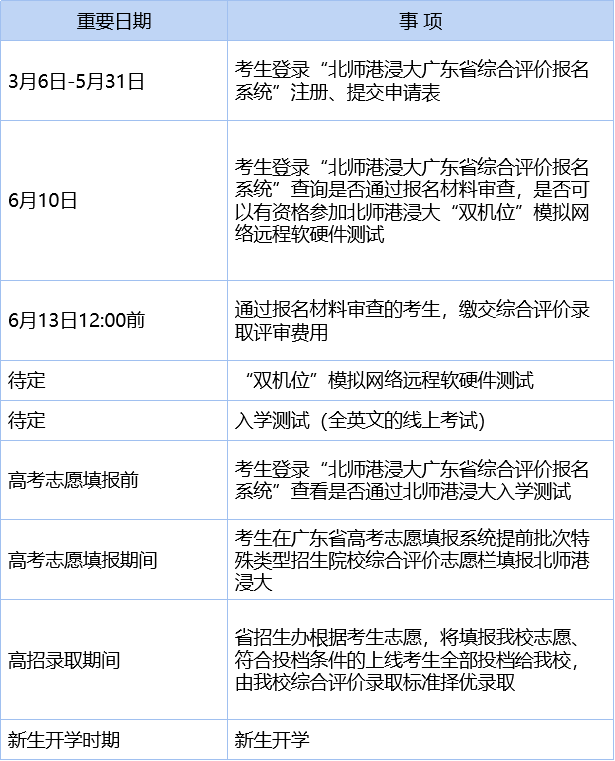 重要日期
事 项
3月6日-5月31日
考生登录“北师港浸大广东省综合评价报名
系统”注册、提交申请表
6月10日
考生登录“北师港浸大广东省综合评价报名
系统”查询是否通过报名材料审查，是否可
以有资格参加北师港浸大“双机位”模拟网
络远程软硬件测试
6月13日12:00前
通过报名材料审查的考生，缴交综合评价录
取评审费用
待定
“双机位”模拟网络远程软硬件测试
待定
入学测试（全英文的线上考试）
高考志愿填报前
考生登录“北师港浸大广东省综合评价报名
系统”查看是否通过北师港浸大入学测试
高考志愿填报期间
考生在广东省高考志愿填报系统提前批次特
殊类型招生院校综合评价志愿栏填报北师港
浸大
高招录取期间
省招生办根据考生志愿，将填报我校志愿、
符合投档条件的上线考生全部投档给我校，
由我校综合评价录取标准择优录取
新生开学时期
新生开学